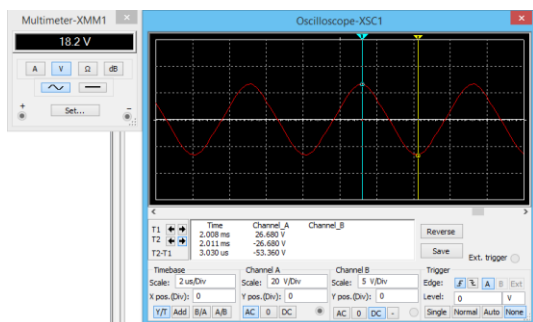 Multimeter-XMM1 ×
18.2 V
A V Ω dB
+ Set... -
Oscilloscope-XSC1 ×
1 2
< >
Time Channel_A Channel_B
T1 2.008 ms 26.680 V
T2 2.011 ms -26.680 V
T2-T1 3.030 us -53.360 V
Reverse
Save
Ext. trigger
Timebase Channel A Channel B Trigger
Scale: 2 us/Div Scale: 20 V/Div Scale: 5 V/Div Edge: A B Ext
X pos.(Div): 0 Y pos.(Div): 0 Y pos.(Div): 0 Level: 0 V
Y/T Add B/A A/B AC 0 DC AC 0 DC - Single Normal Auto None